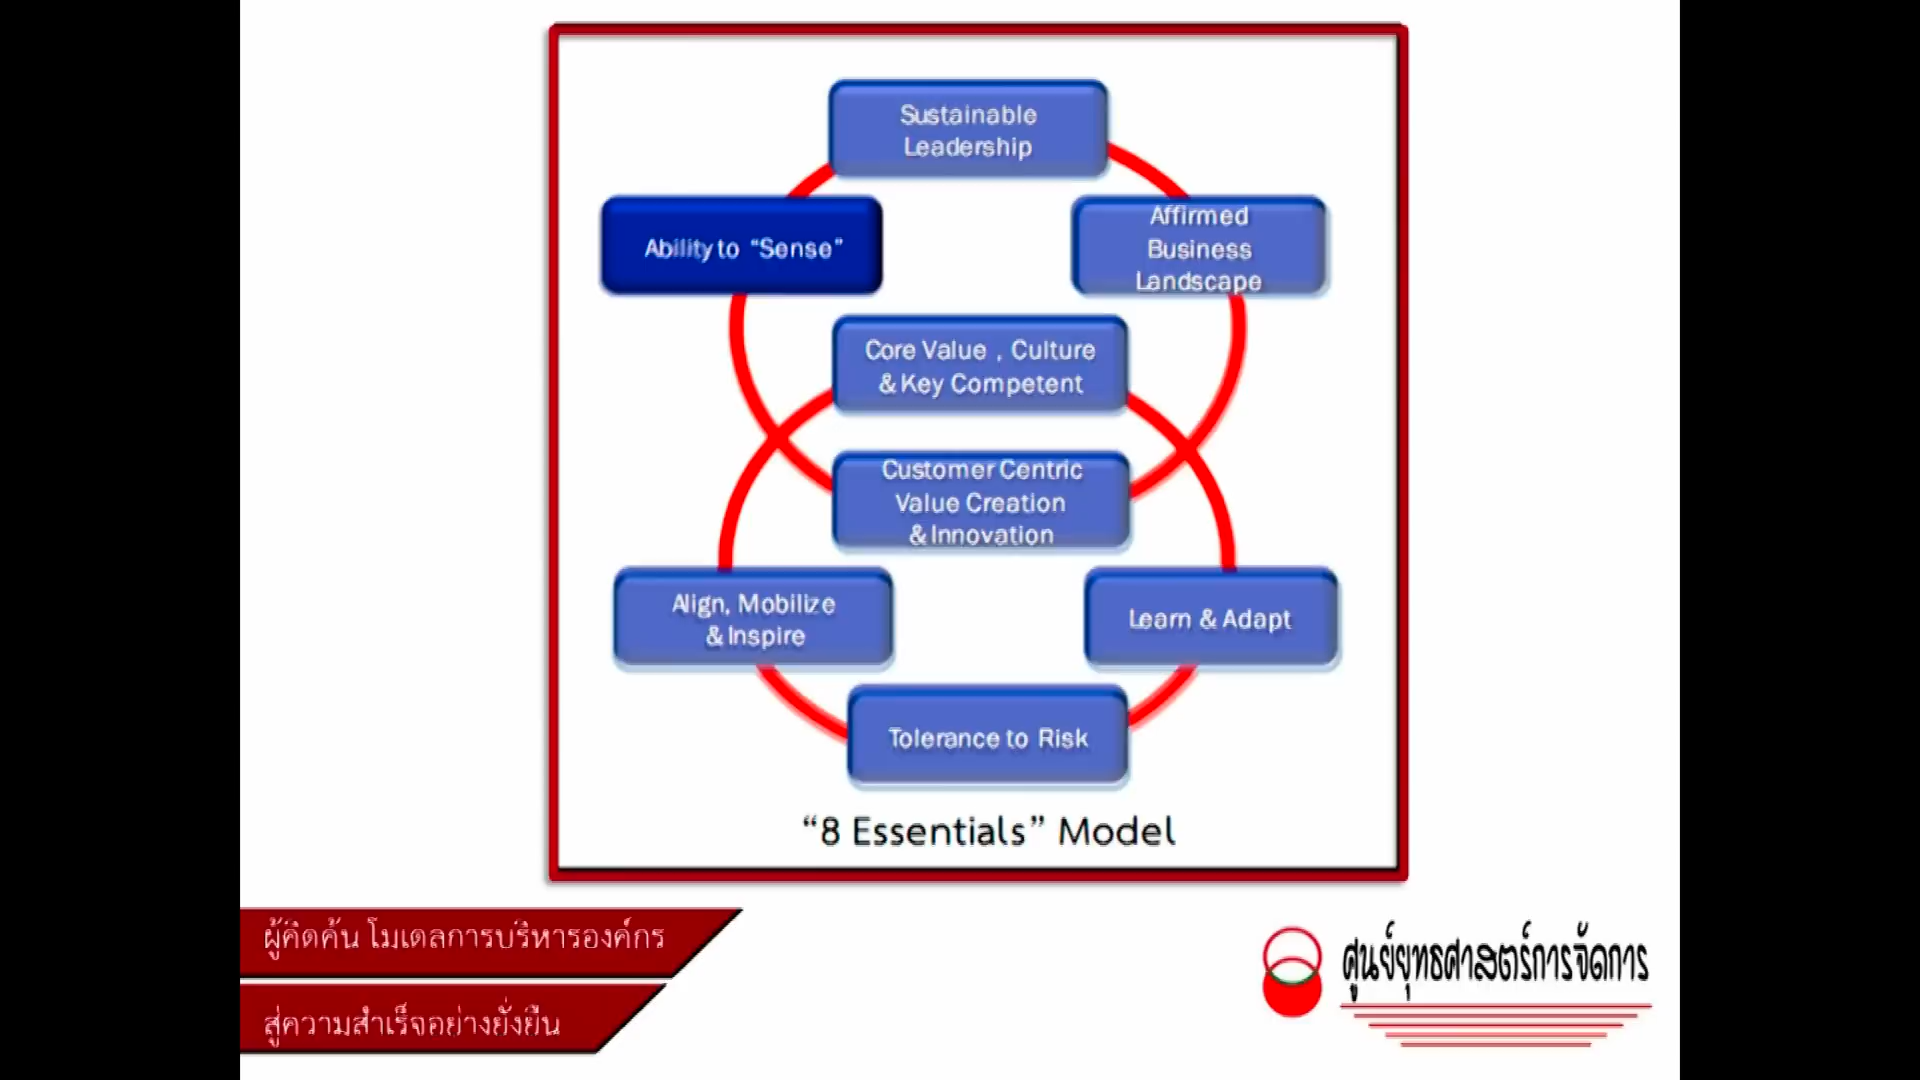 Sustainable
Leadership
Ability to “Sense”
Affirmed
Business
Landscape
Core Value , Culture
& Key Competent
Customer Centric
Value Creation
& Innovation
Align, Mobilize
& Inspire
Learn & Adapt
Tolerance to Risk
“8 Essentials” Model
ผู้คิดค้น โมเดลการบริหารองค์กร
สู่ความสำเร็จอย่างยั่งยืน
ศูนย์ยุทธศาสตร์การจัดการ